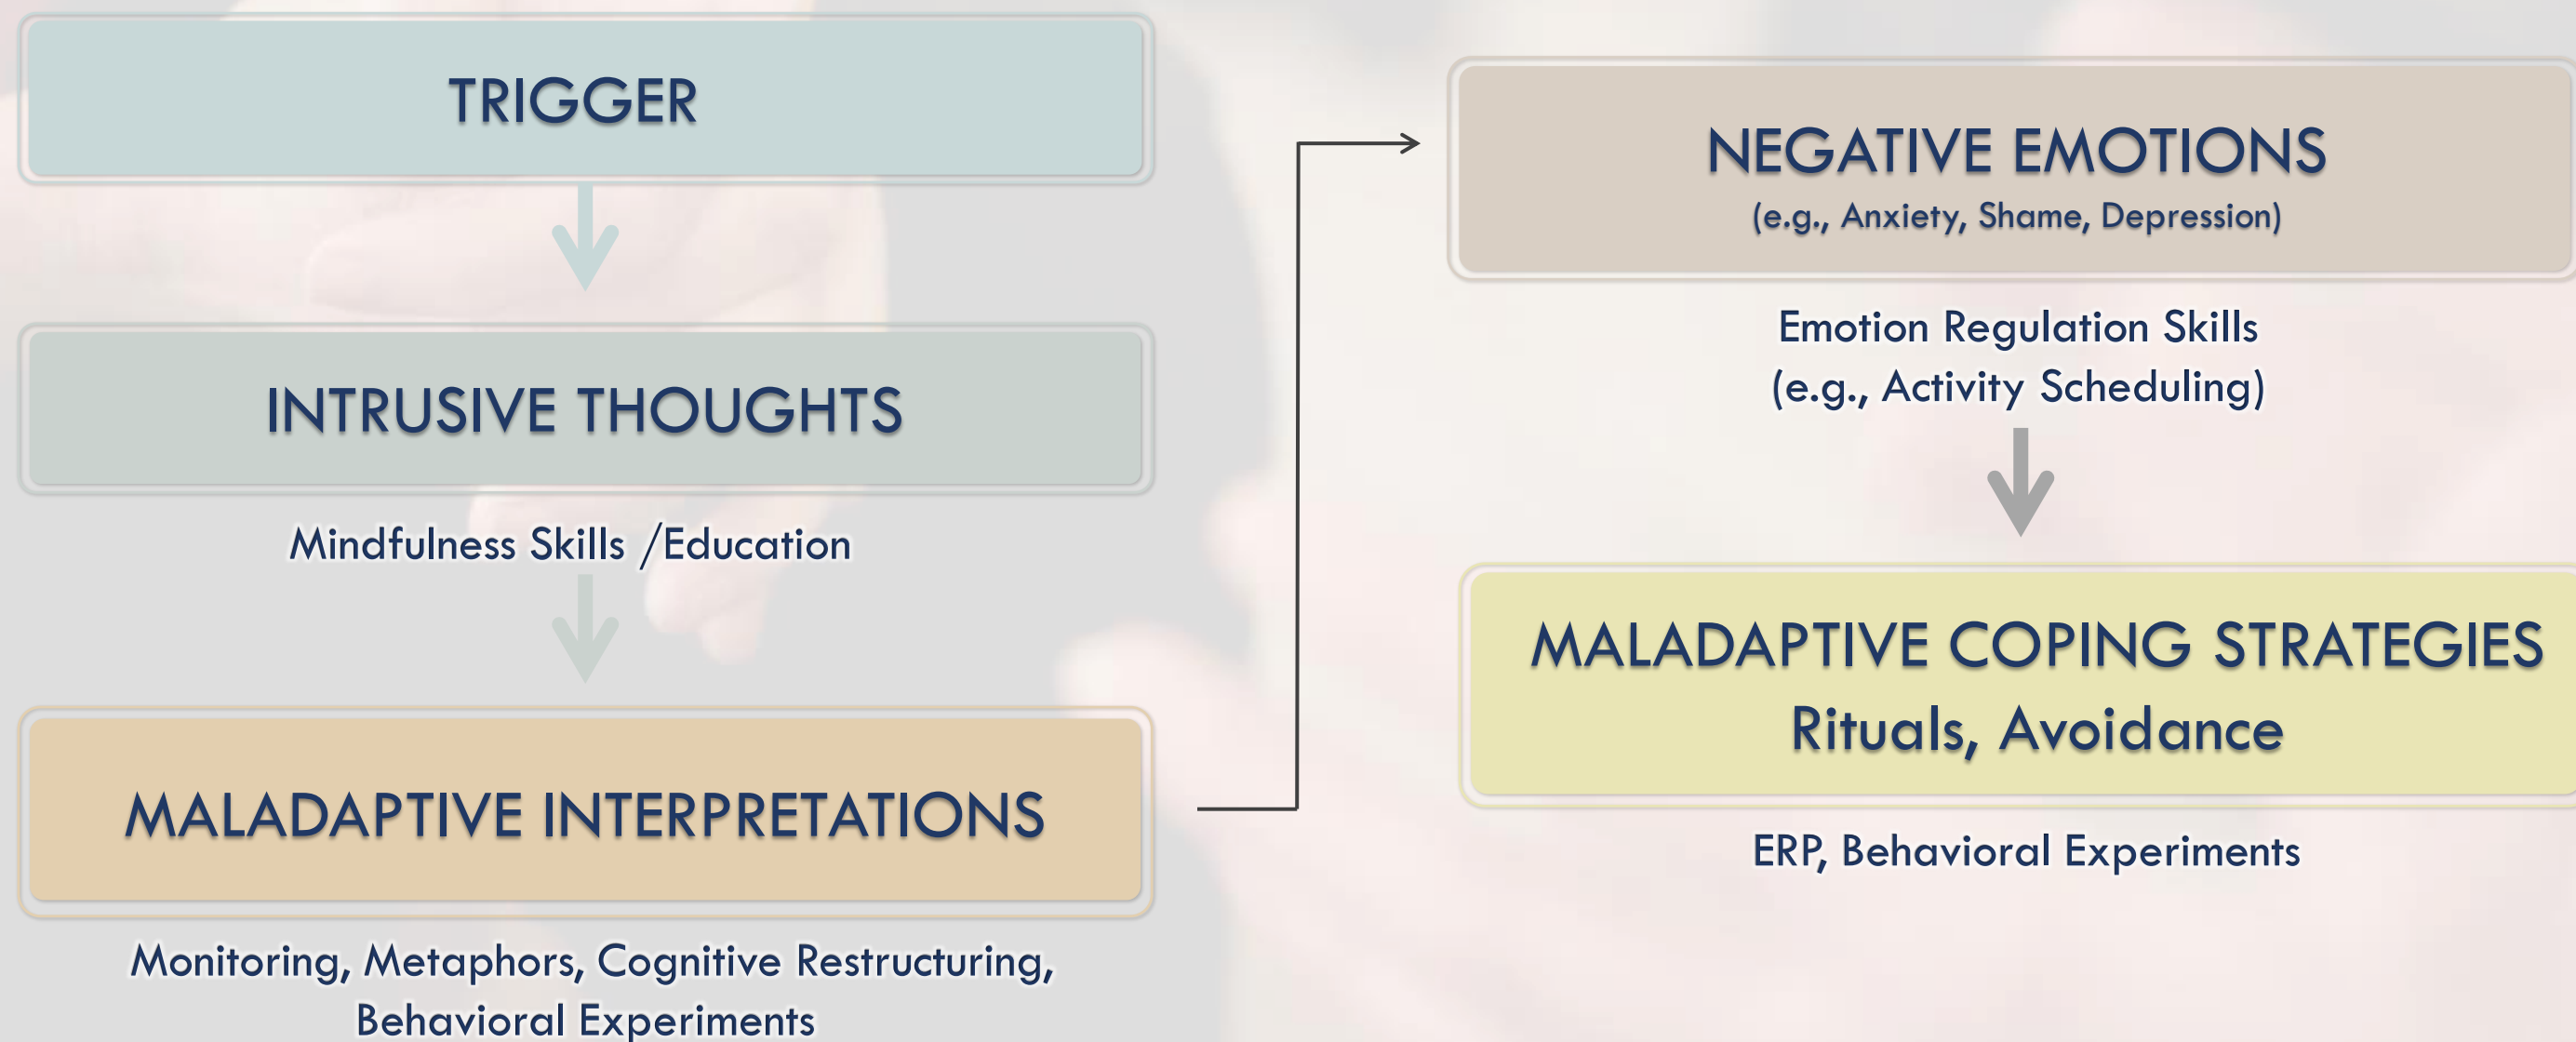 TRIGGER
INTRUSIVE THOUGHTS
Mindfulness Skills /Education
MALADAPTIVE INTERPRETATIONS
Monitoring, Metaphors, Cognitive Restructuring,
Behavioral Experiments
NEGATIVE EMOTIONS
(e.g., Anxiety, Shame, Depression)
Emotion Regulation Skills
(e.g., Activity Scheduling)
MALADAPTIVE COPING STRATEGIES
Rituals, Avoidance
ERP, Behavioral Experiments